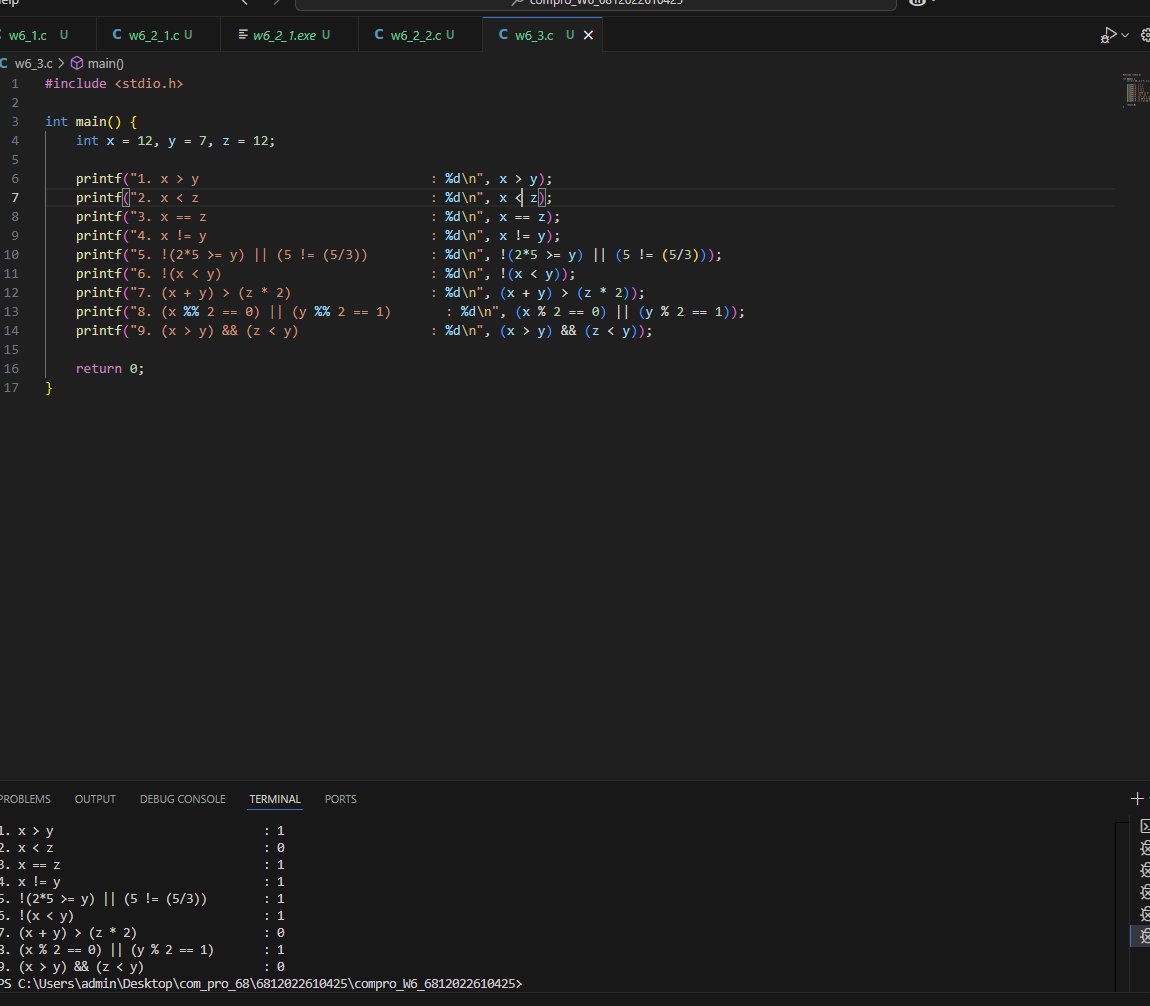 compro_W6_6812022610425
w6_1.c U C w6_2_1.c U w6_2_1.exe U C w6_2_2.c U C w6_3.c U
C w6_3.c > main()
1 #include <stdio.h>
2
3 int main() {
4 int x = 12, y = 7, z = 12;
5
6 printf("1. x > y : %d\n", x > y);
7 printf("2. x < z : %d\n", x < z);
8 printf("3. x == z : %d\n", x == z);
9 printf("4. x != y : %d\n", x != y);
10 printf("5. !(2*5 >= y) || (5 != (5/3)) : %d\n", !(2*5 >= y) || (5 != (5/3)));
11 printf("6. !(x < y) : %d\n", !(x < y));
12 printf("7. (x + y) > (z * 2) : %d\n", (x + y) > (z * 2));
13 printf("8. (x %% 2 == 0) || (y %% 2 == 1) : %d\n", (x % 2 == 0) || (y % 2 == 1));
14 printf("9. (x > y) && (z < y) : %d\n", (x > y) && (z < y));
15
16 return 0;
17 }
PROBLEMS OUTPUT DEBUG CONSOLE TERMINAL PORTS
1. x > y : 1
2. x < z : 0
3. x == z : 1
4. x != y : 1
5. !(2*5 >= y) || (5 != (5/3)) : 1
6. !(x < y) : 1
7. (x + y) > (z * 2) : 0
8. (x % 2 == 0) || (y % 2 == 1) : 1
9. (x > y) && (z < y) : 0
PS C:\Users\admin\Desktop\com_pro_68\6812022610425\compro_W6_6812022610425>